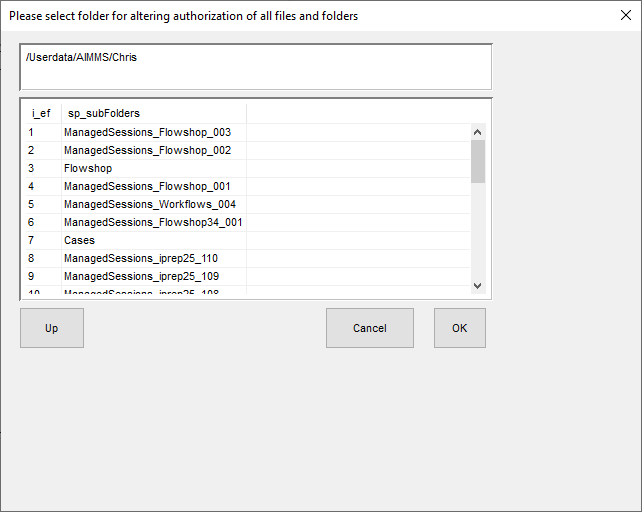 Please select folder for altering authorization of all files and folders
/Userdata/AIMMS/Chris
i_ef sp_subFolders
1 ManagedSessions_Flowshop_003
2 ManagedSessions_Flowshop_002
3 Flowshop
4 ManagedSessions_Flowshop_001
5 ManagedSessions_Workflows_004
6 ManagedSessions_Flowshop34_001
7 Cases
8 ManagedSessions_iprep25_110
9 ManagedSessions_iprep25_109
10 ManagedSessions_iprep25_108
Up Cancel OK